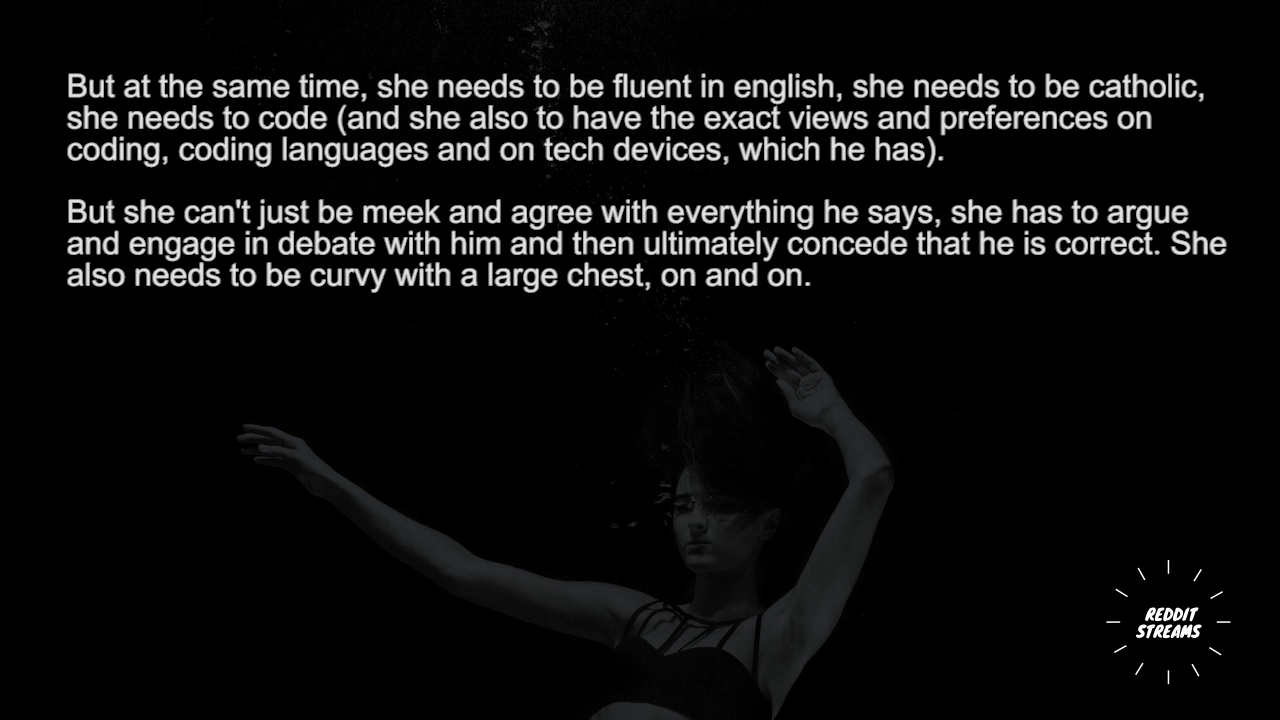 But at the same time, she needs to be fluent in english, she needs to be catholic,
she needs to code (and she also to have the exact views and preferences on
coding, coding languages and on tech devices, which he has).
But she can't just be meek and agree with everything he says, she has to argue
and engage in debate with him and then ultimately concede that he is correct. She
also needs to be curvy with a large chest, on and on.
REDDIT
STREAMS